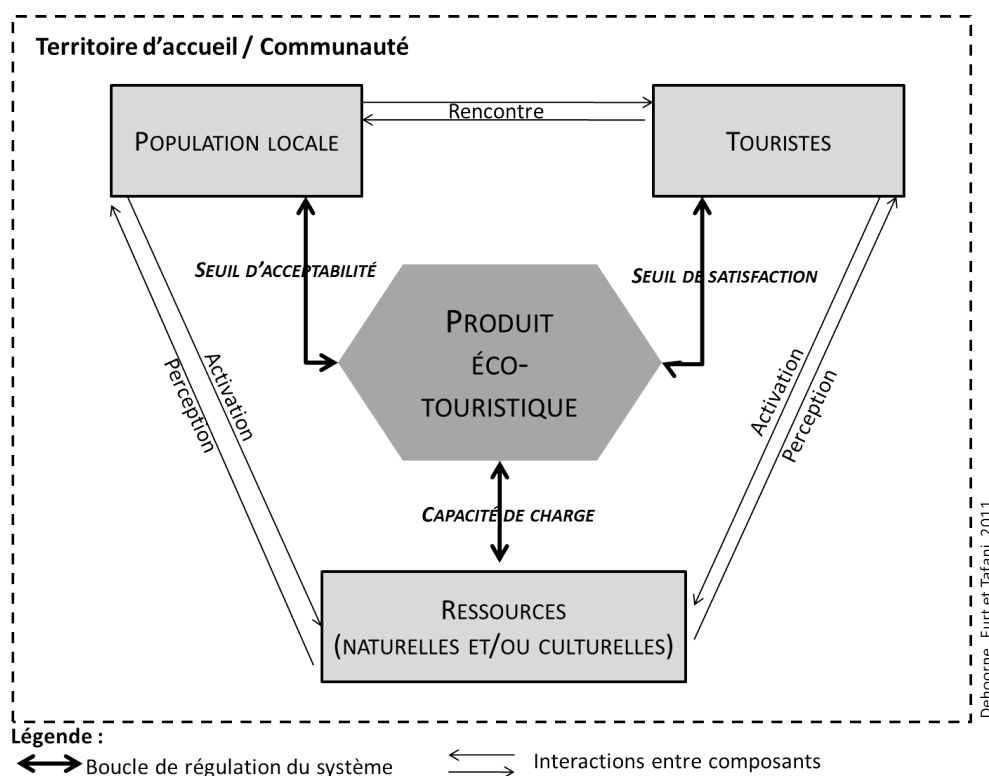 Territoire d'accueil / Communauté
POPULATION LOCALE
Rencontre
TOURISTES
SEUIL D'ACCEPTABILITÉ
SEUIL DE SATISFACTION
PRODUIT
ÉCO-
TOURISTIQUE
Activation
Perception
Activation
Perception
CAPACITÉ DE CHARGE
RESSOURCES
(NATURELLES ET/OU CULTURELLES)
Dehoorne, Furt et Tafani, 2011
Légende :
Boucle de régulation du système
Interactions entre composants